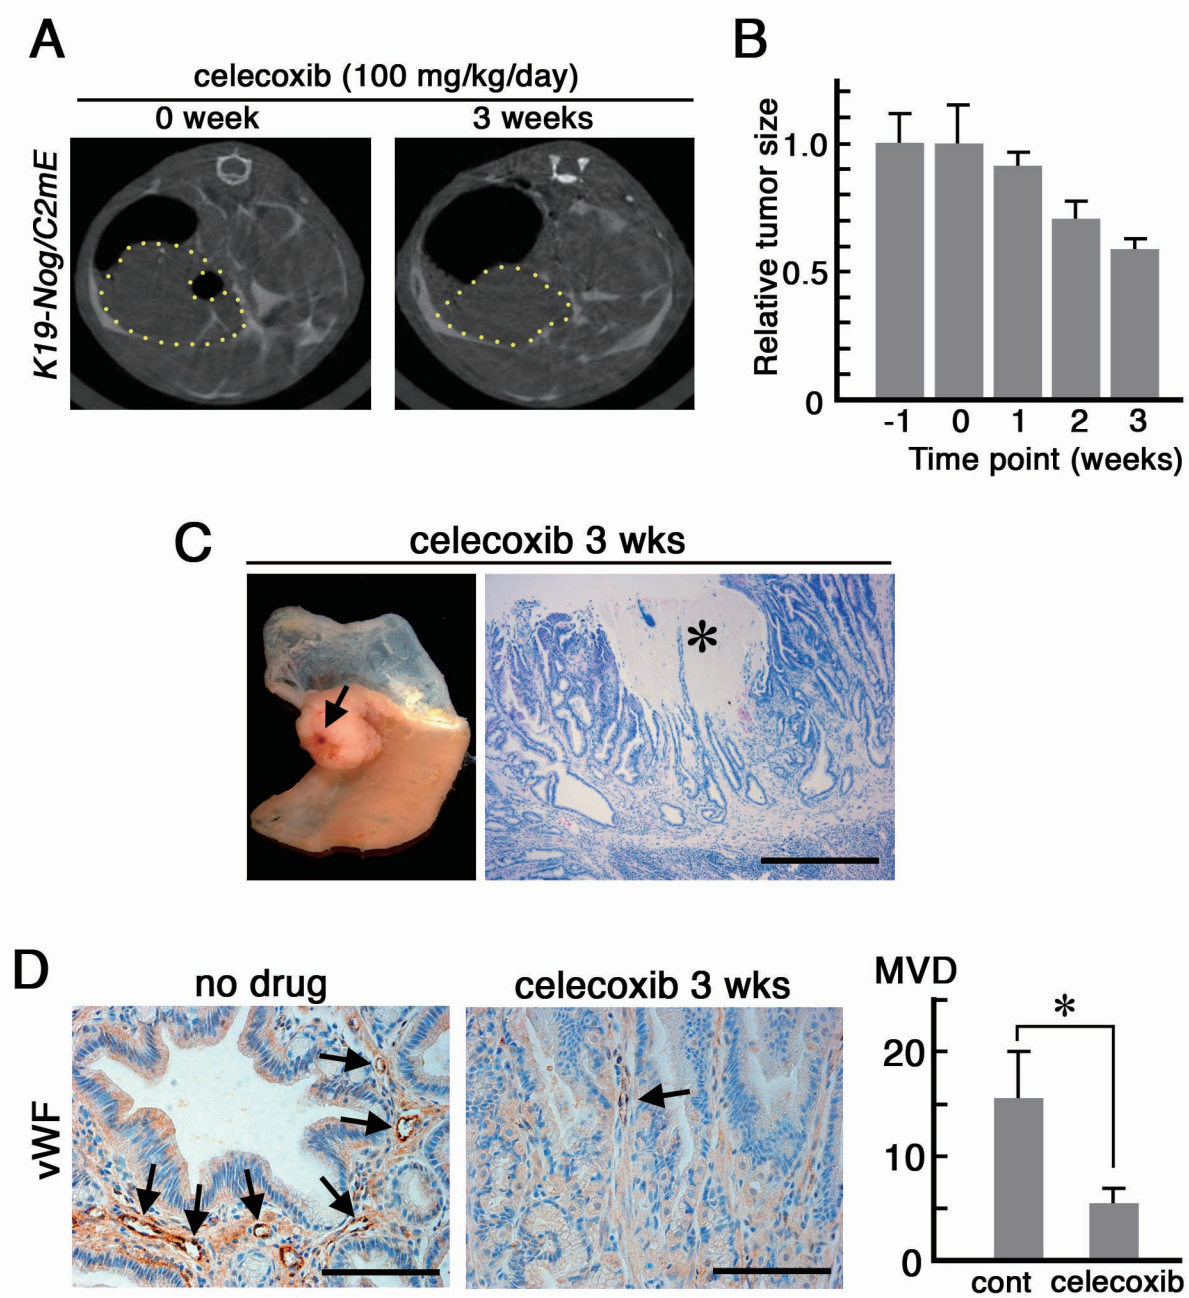 A
celecoxib (100 mg/kg/day)
0 week
3 weeks
K19-Nog/C2mE
B
Relative tumor size
1.0
0.5
0
-1 0 1 2 3
Time point (weeks)
C
celecoxib 3 wks
*
D
no drug
celecoxib 3 wks
vWF
MVD
*
20
10
0
cont celecoxib